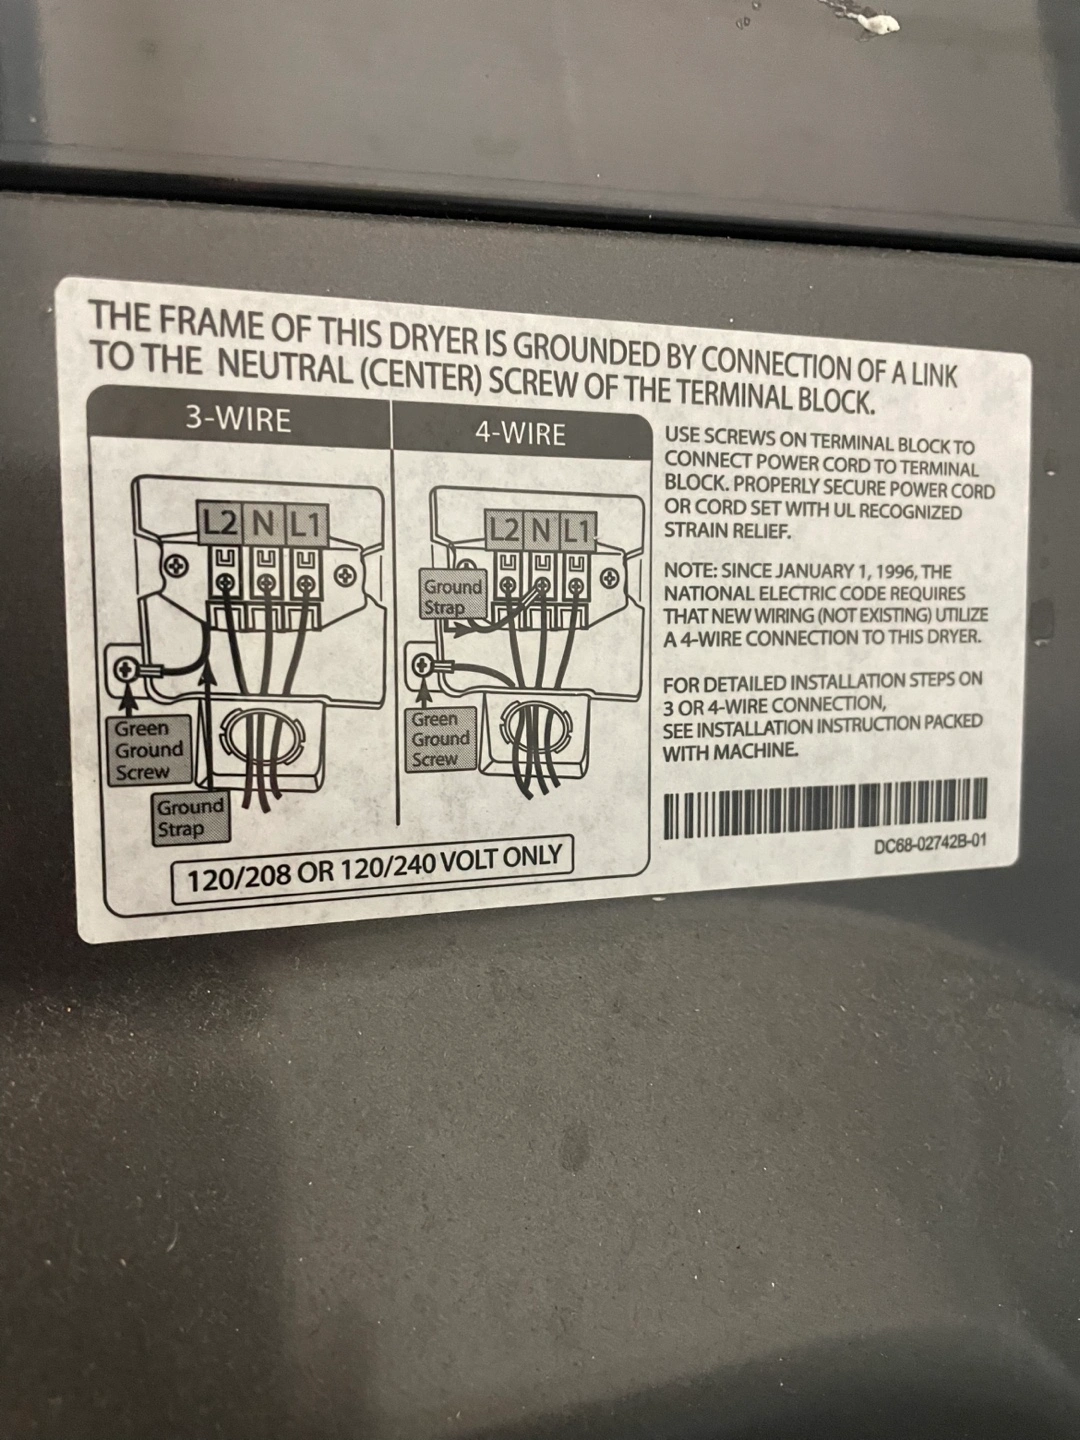 THE FRAME OF THIS DRYER IS GROUNDED BY CONNECTION OF A LINK
TO THE NEUTRAL (CENTER) SCREW OF THE TERMINAL BLOCK.
3-WIRE
L2 N L1
Green
Ground
Screw
Ground
Strap
4-WIRE
L2 N L1
Ground
Strap
Green
Ground
Screw
120/208 OR 120/240 VOLT ONLY
USE SCREWS ON TERMINAL BLOCK TO
CONNECT POWER CORD TO TERMINAL
BLOCK. PROPERLY SECURE POWER CORD
OR CORD SET WITH UL RECOGNIZED
STRAIN RELIEF.
NOTE: SINCE JANUARY 1, 1996, THE
NATIONAL ELECTRIC CODE REQUIRES
THAT NEW WIRING (NOT EXISTING) UTILIZE
A 4-WIRE CONNECTION TO THIS DRYER.
FOR DETAILED INSTALLATION STEPS ON
3 OR 4-WIRE CONNECTION,
SEE INSTALLATION INSTRUCTION PACKED
WITH MACHINE.
DC68-02742B-01